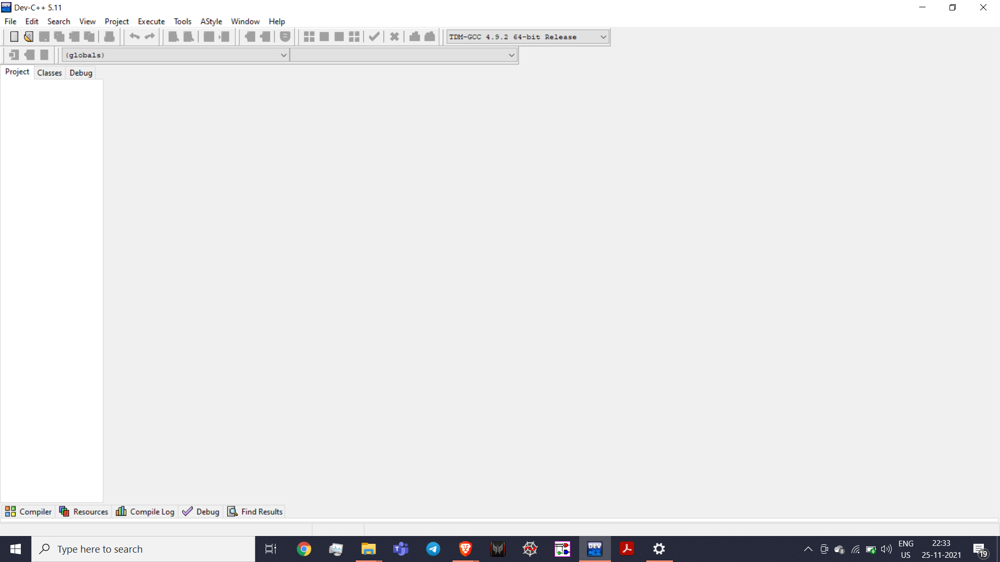 Dev-C++ 5.11
File Edit Search View Project Execute Tools AStyle Window Help
TDM-GCC 4.9.2 64-bit Release
(globals)
Project Classes Debug
Compiler Resources Compile Log Debug Find Results
Type here to search
DEV
ENG
US
22:33
25-11-2021
19